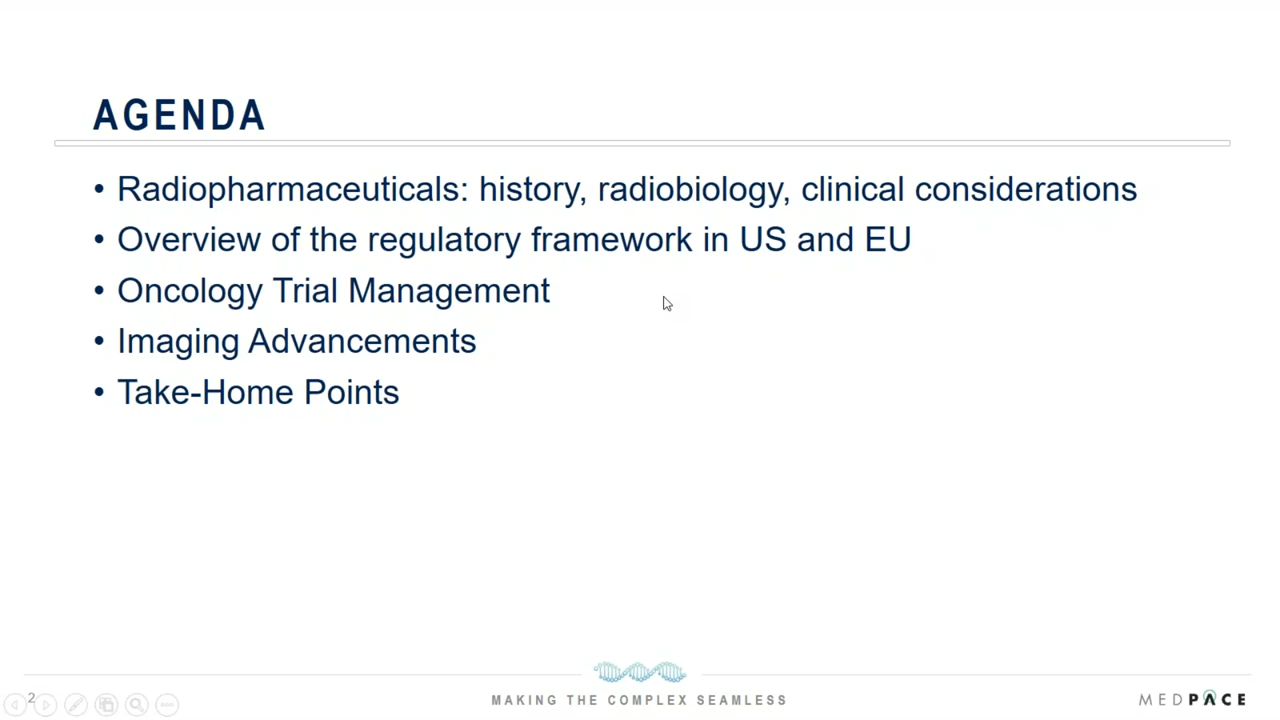 AGENDA
• Radiopharmaceuticals: history, radiobiology, clinical considerations
• Overview of the regulatory framework in US and EU
• Oncology Trial Management
• Imaging Advancements
• Take-Home Points
2
MAKING THE COMPLEX SEAMLESS
MEDPACE